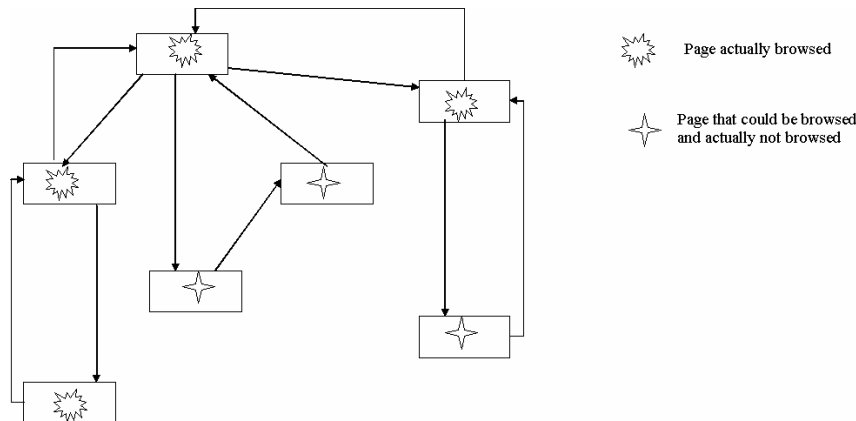 Page actually browsed
Page that could be browsed
and actually not browsed